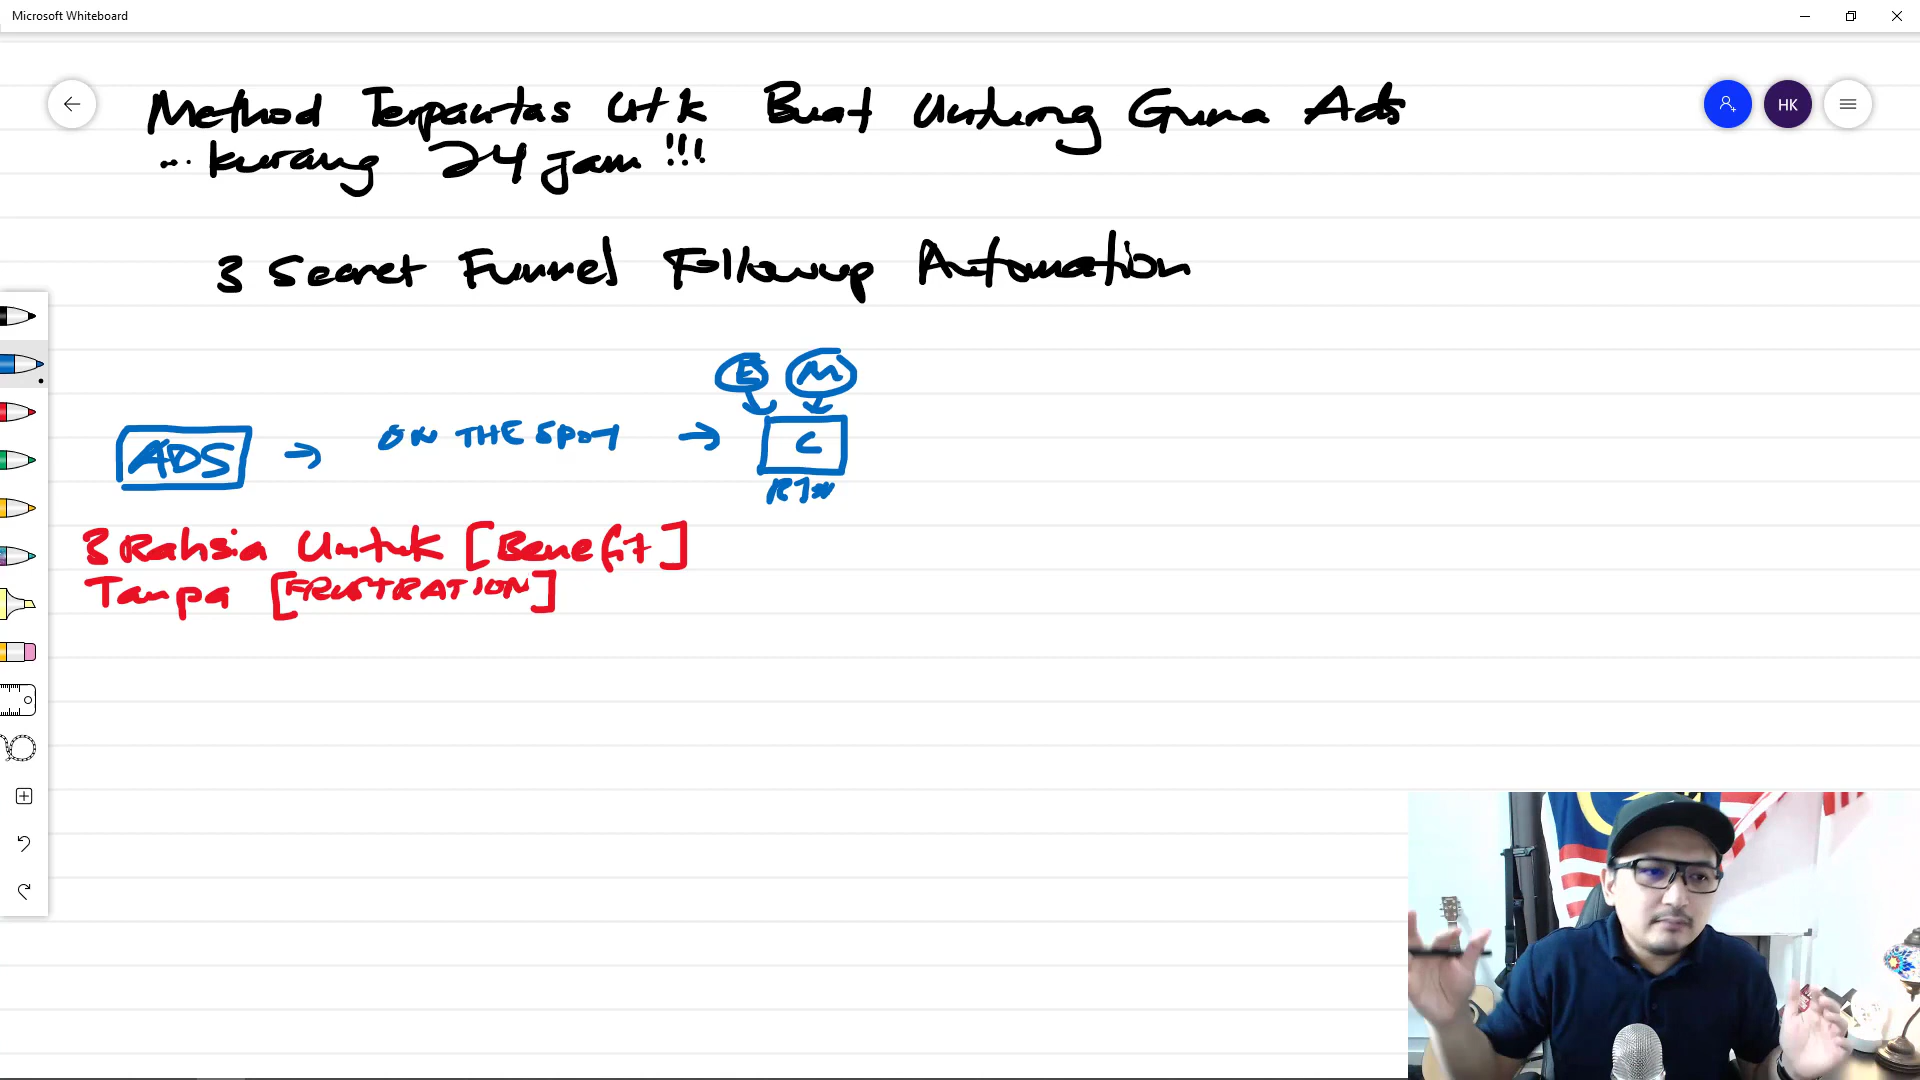 Microsoft Whiteboard
HK
Method Terpantas Utk Buat Untung Guna Ads
... kurang 24 jam !!!
3 Secret Funnel Followup Automation
E M
ADS → ON THE SPOT → C
3 Rahsia Untuk [Benefit]
Tanpa [FRUSTRATION]